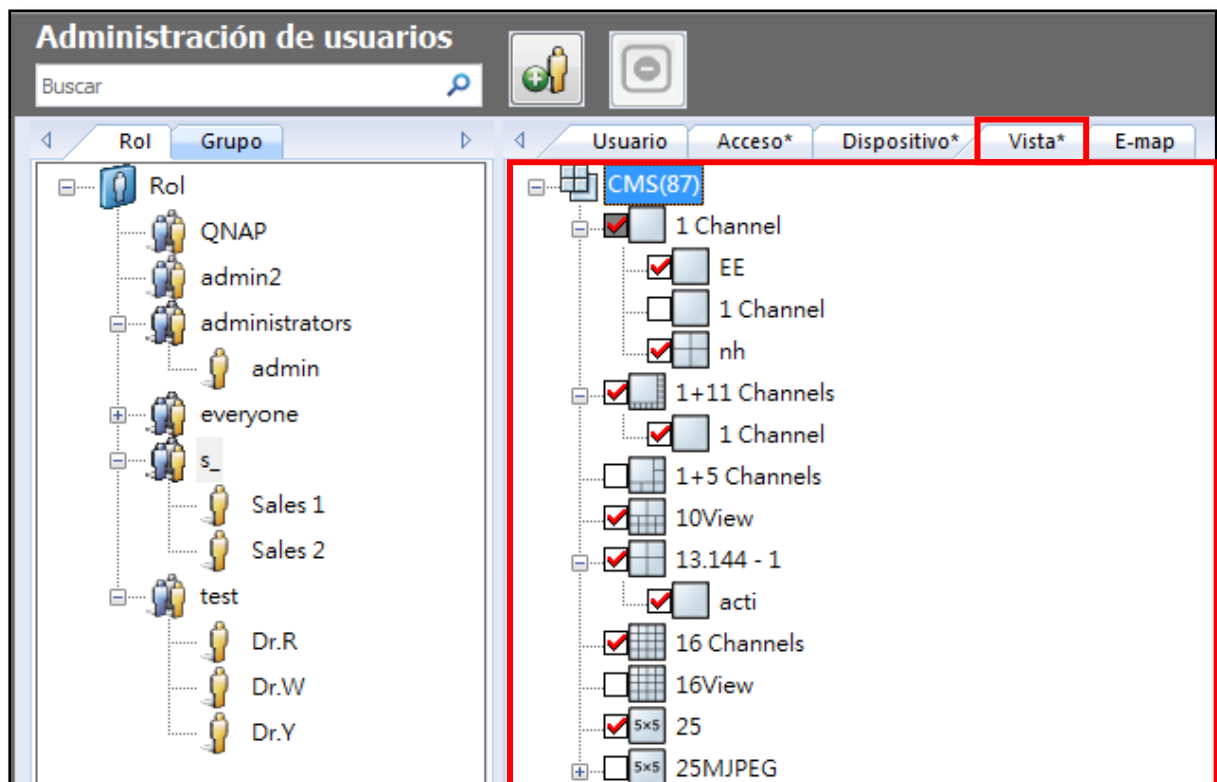 Administración de usuarios
Buscar
Rol Grupo
Rol
QNAP
admin2
administrators
admin
everyone
s_
Sales 1
Sales 2
test
Dr.R
Dr.W
Dr.Y
Usuario Acceso* Dispositivo* Vista* E-map
CMS(87)
1 Channel
EE
1 Channel
nh
1+11 Channels
1 Channel
1+5 Channels
10View
13.144 - 1
acti
16 Channels
16View
5×5 25
5×5 25MJPEG